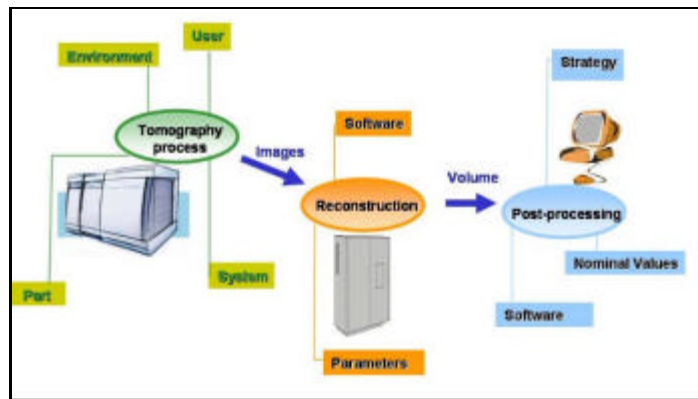 User
Environment
Strategy
Tomography
process
Software
Images
Volume
Reconstruction
Post-processing
Nominal Values
System
Part
Software
Parameters